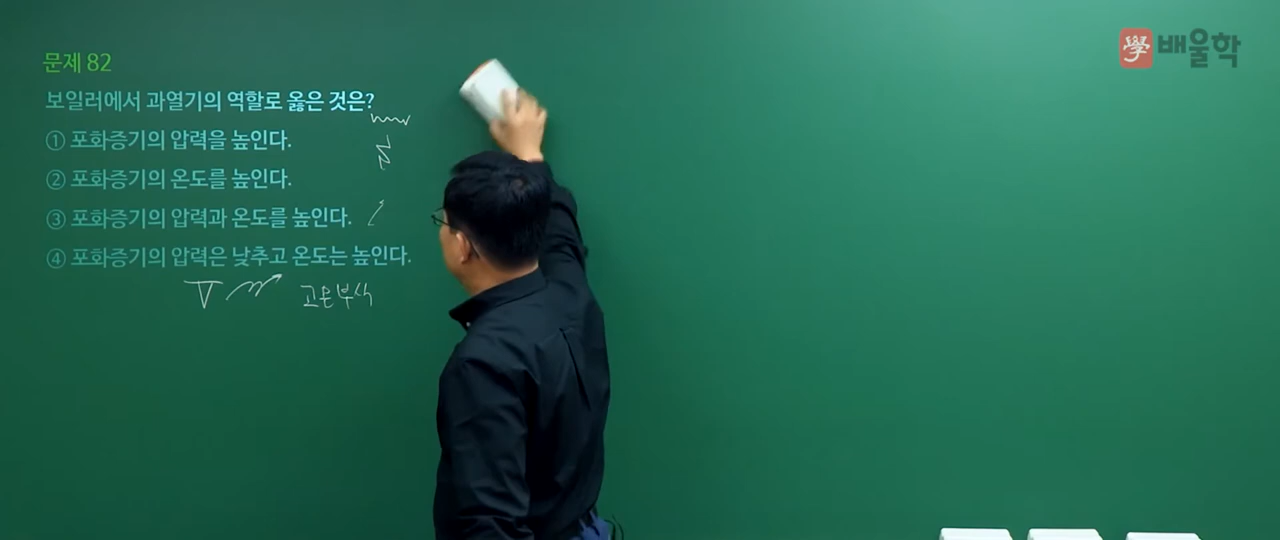 문제 82
보일러에서 과열기의 역할로 옳은 것은?
① 포화증기의 압력을 높인다.
② 포화증기의 온도를 높인다.
③ 포화증기의 압력과 온도를 높인다.
④ 포화증기의 압력은 낮추고 온도는 높인다.
고온부식
學 배울학